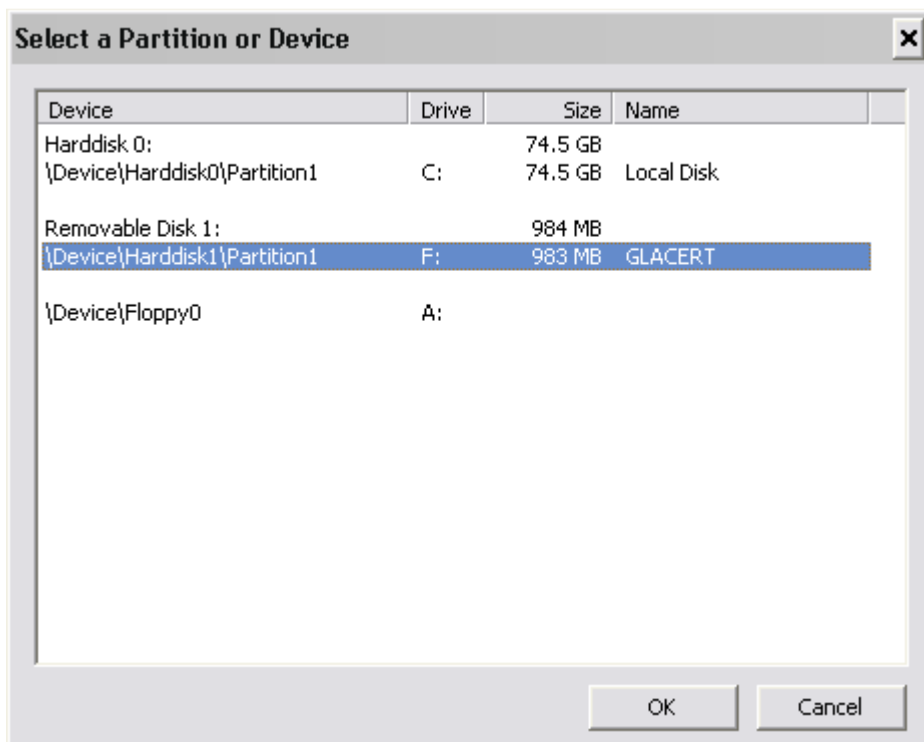 Select a Partition or Device
Device Drive Size Name
Harddisk 0: 74.5 GB
\Device\Harddisk0\Partition1 C: 74.5 GB Local Disk
Removable Disk 1: 984 MB
\Device\Harddisk1\Partition1 F: 983 MB GLACERT
\Device\Floppy0 A:
OK Cancel